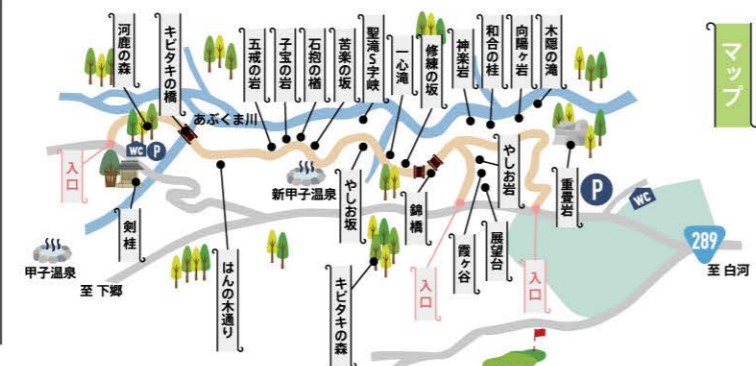 マップ
河鹿の森
キビタキの橋
あぶくま川
五戒の岩
子宝の岩
石抱の楢
苦楽の坂
聖滝S字峡
一心滝
修練の坂
神楽岩
和合の桂
向陽ヶ岩
木隠の滝
入口
WC
P
剣桂
甲子温泉
至 下郷
はんの木通り
新甲子温泉
やしお坂
キビタキの森
錦橋
入口
やしお岩
霞ヶ谷
展望台
入口
重畳岩
P
WC
289
至 白河